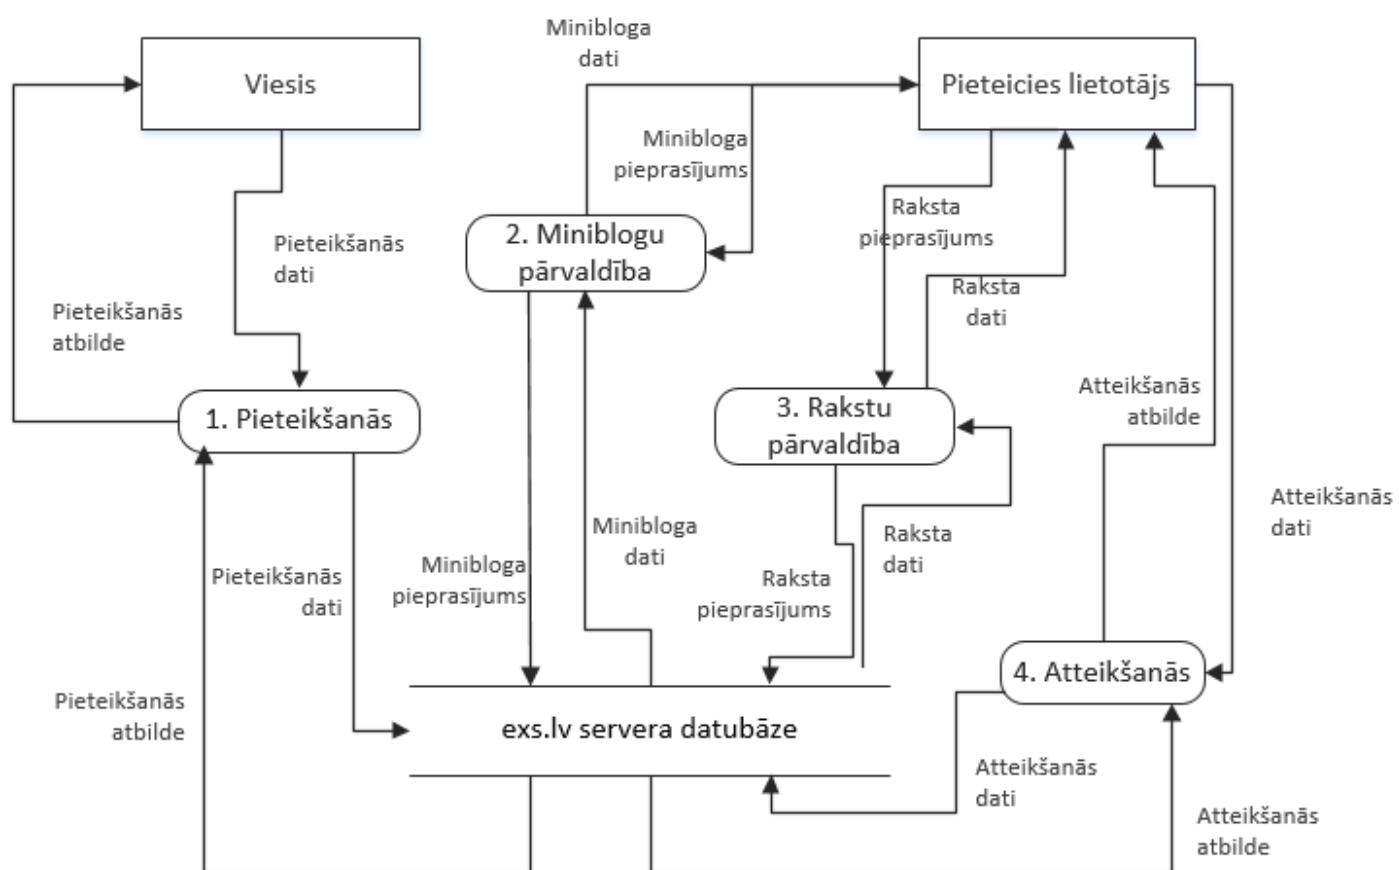 Minibloga
dati
Viesis
Pieteicies lietotājs
Minibloga
pieprasījums
Raksta
pieprasījums
2. Miniblogu
pārvaldība
Pieteikšanās
dati
Raksta
dati
Pieteikšanās
atbilde
Atteikšanās
atbilde
1. Pieteikšanās
3. Rakstu
pārvaldība
Atteikšanās
dati
Minibloga
dati
Raksta
dati
Pieteikšanās
dati
Minibloga
pieprasījums
Raksta
pieprasījums
4. Atteikšanās
Pieteikšanās
atbilde
exs.lv servera datubāze
Atteikšanās
dati
Atteikšanās
atbilde